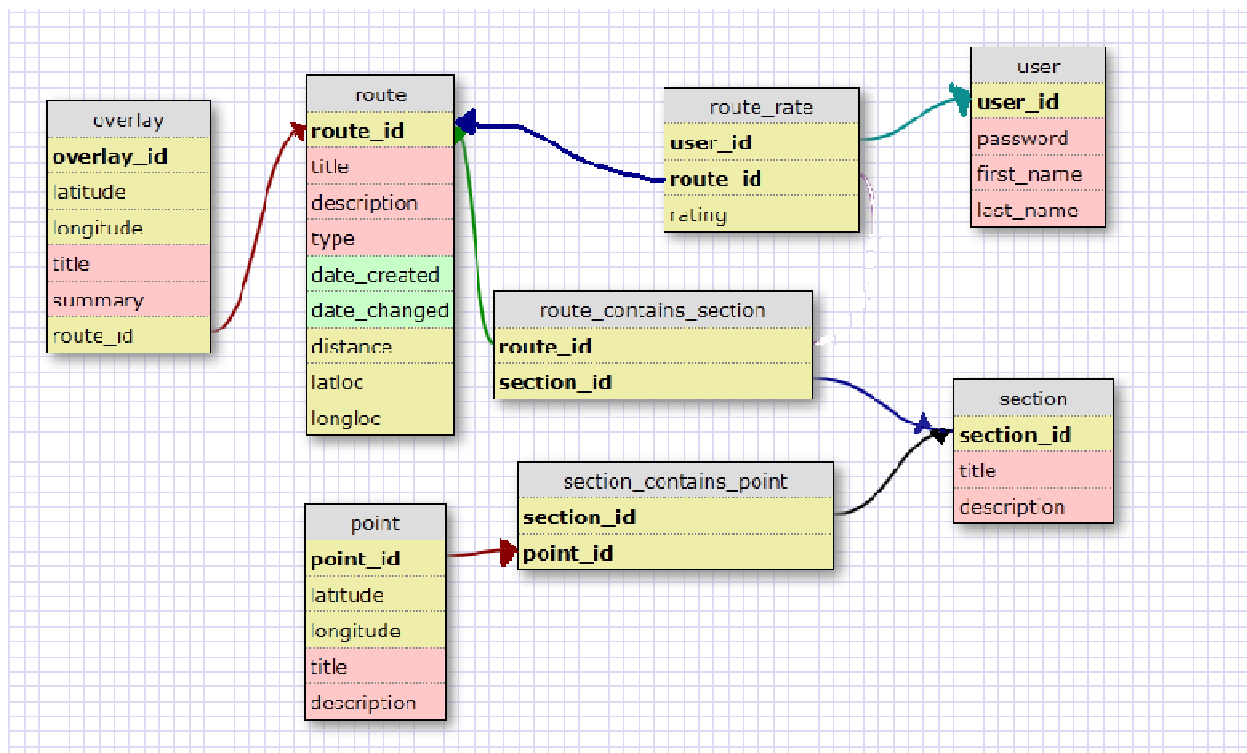 overlay
overlay_id
latitude
longitude
title
summary
route_id
route
route_id
title
description
type
date_created
date_changed
distance
latloc
longloc
route_rate
user_id
route_id
rating
user
user_id
password
first_name
last_name
route_contains_section
route_id
section_id
section
section_id
title
description
section_contains_point
section_id
point_id
point
point_id
latitude
longitude
title
description